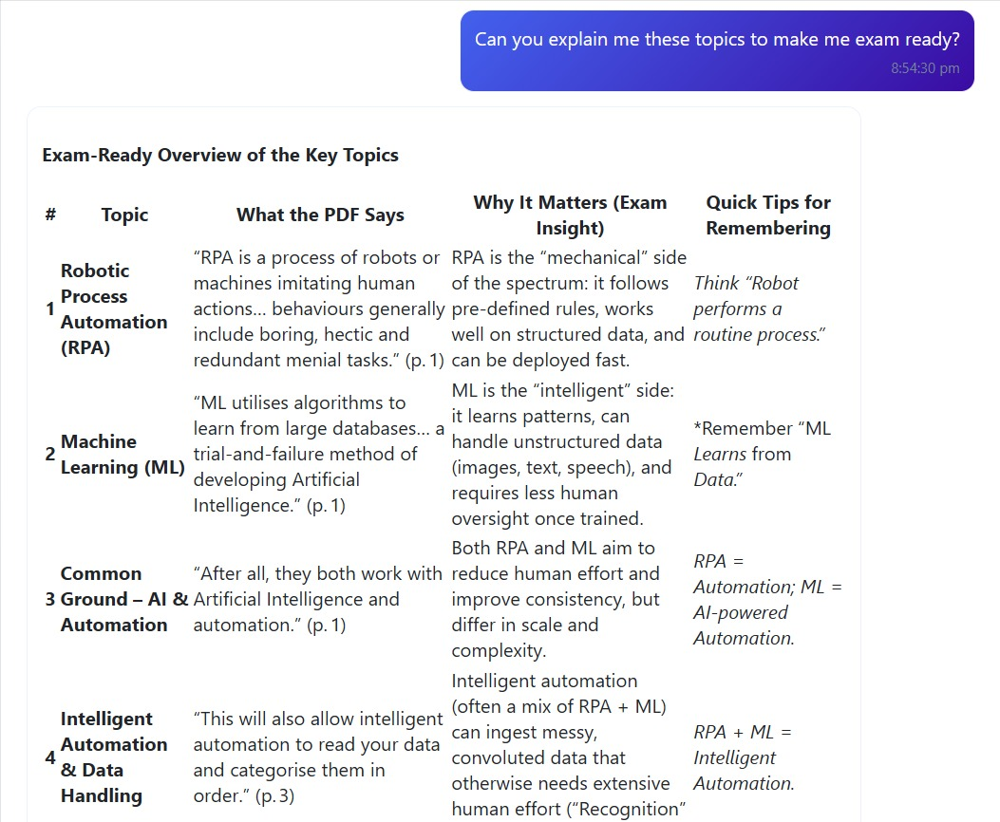 Can you explain me these topics to make me exam ready?
8:54:30 pm
Exam-Ready Overview of the Key Topics
# Topic What the PDF Says Why It Matters (Exam Insight) Quick Tips for Remembering
1 Robotic Process Automation (RPA)
“RPA is a process of robots or
machines imitating human
actions… behaviours generally
include boring, hectic and
redundant menial tasks.” (p. 1)
RPA is the “mechanical” side
of the spectrum: it follows
pre-defined rules, works
well on structured data, and
can be deployed fast.
Think “Robot
performs a
routine process.”
2 Machine Learning (ML)
“ML utilises algorithms to
learn from large databases… a
trial-and-failure method of
developing Artificial
Intelligence.” (p. 1)
ML is the “intelligent” side:
it learns patterns, can
handle unstructured data
(images, text, speech), and
requires less human
oversight once trained.
*Remember “ML
Learns from
Data.”
3 Common Ground – AI & Automation
“After all, they both work with
Artificial Intelligence and
automation.” (p. 1)
Both RPA and ML aim to
reduce human effort and
improve consistency, but
differ in scale and
complexity.
RPA =
Automation; ML =
AI-powered
Automation.
4 Intelligent Automation & Data Handling
“This will also allow intelligent
automation to read your data
and categorise them in
order.” (p. 3)
Intelligent automation
(often a mix of RPA + ML)
can ingest messy,
convoluted data that
otherwise needs extensive
human effort (“Recognition”
RPA + ML =
Intelligent
Automation.